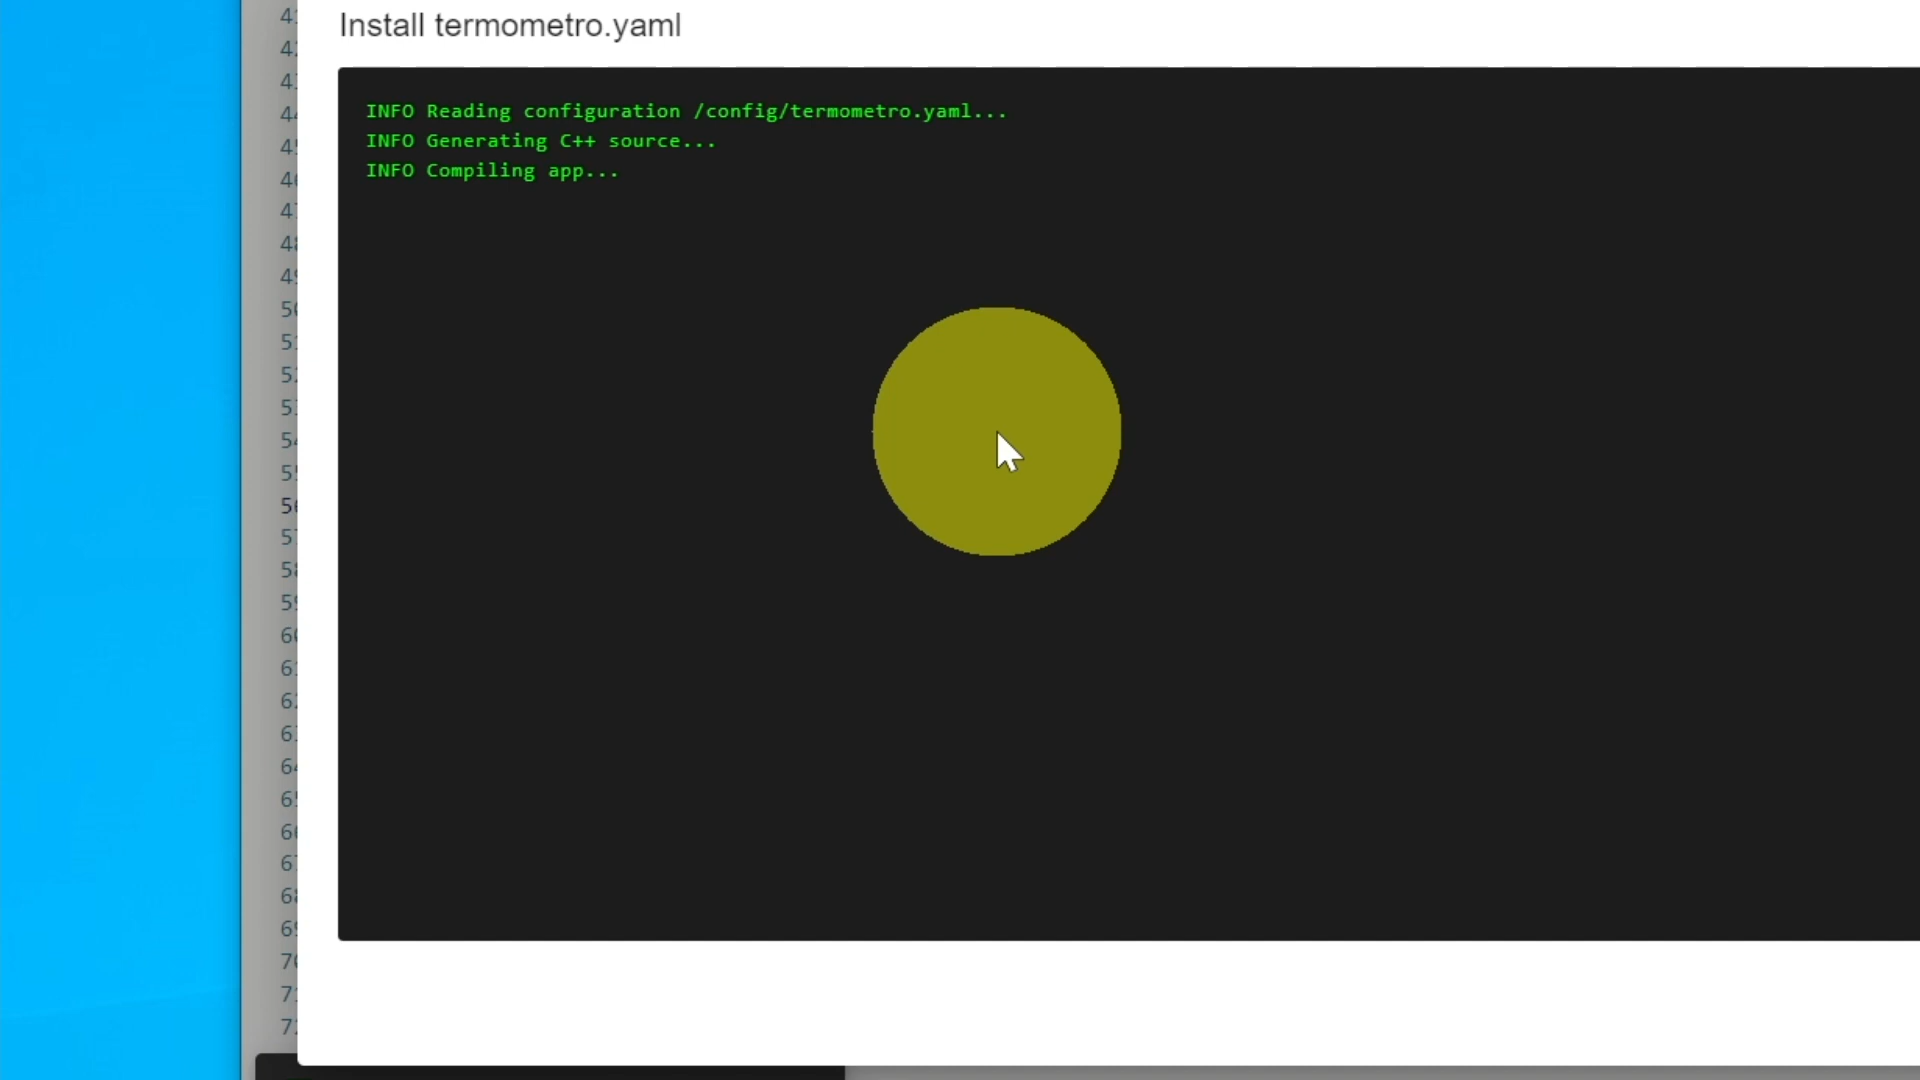 Install termometro.yaml
INFO Reading configuration /config/termometro.yaml...
INFO Generating C++ source...
INFO Compiling app...